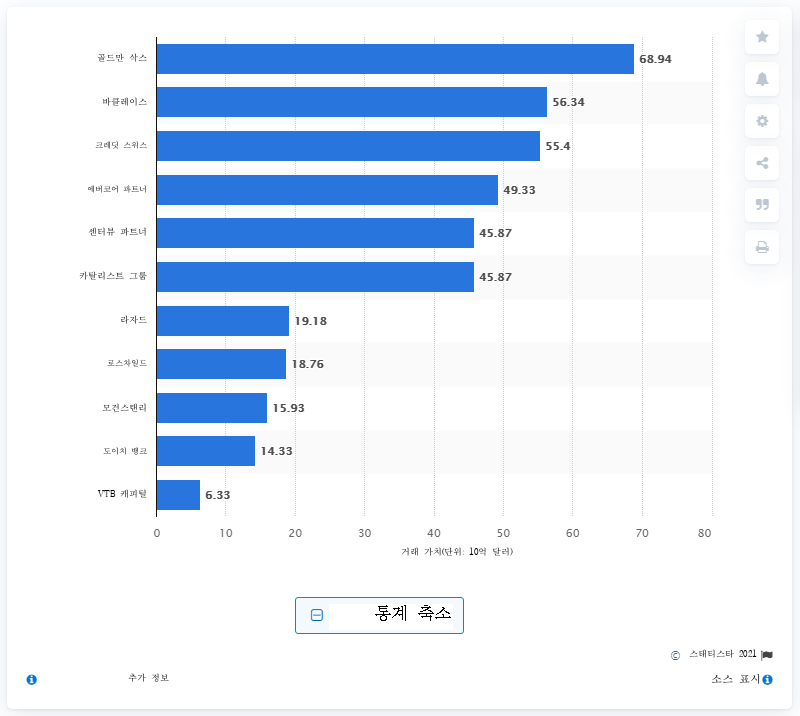 골드만 삭스
68.94
바클레이스
56.34
크레딧 스위스
55.4
에버코어 파트너
49.33
센터뷰 파트너
45.87
카탈리스트 그룹
45.87
라자드
19.18
로스차일드
18.76
모건스탠리
15.93
도이치 뱅크
14.33
VTB 캐피털
6.33
0 10 20 30 40 50 60 70 80
거래 가치(단위: 10억 달러)
통계 축소
© 스태티스타 2021
추가 정보
소스 표시